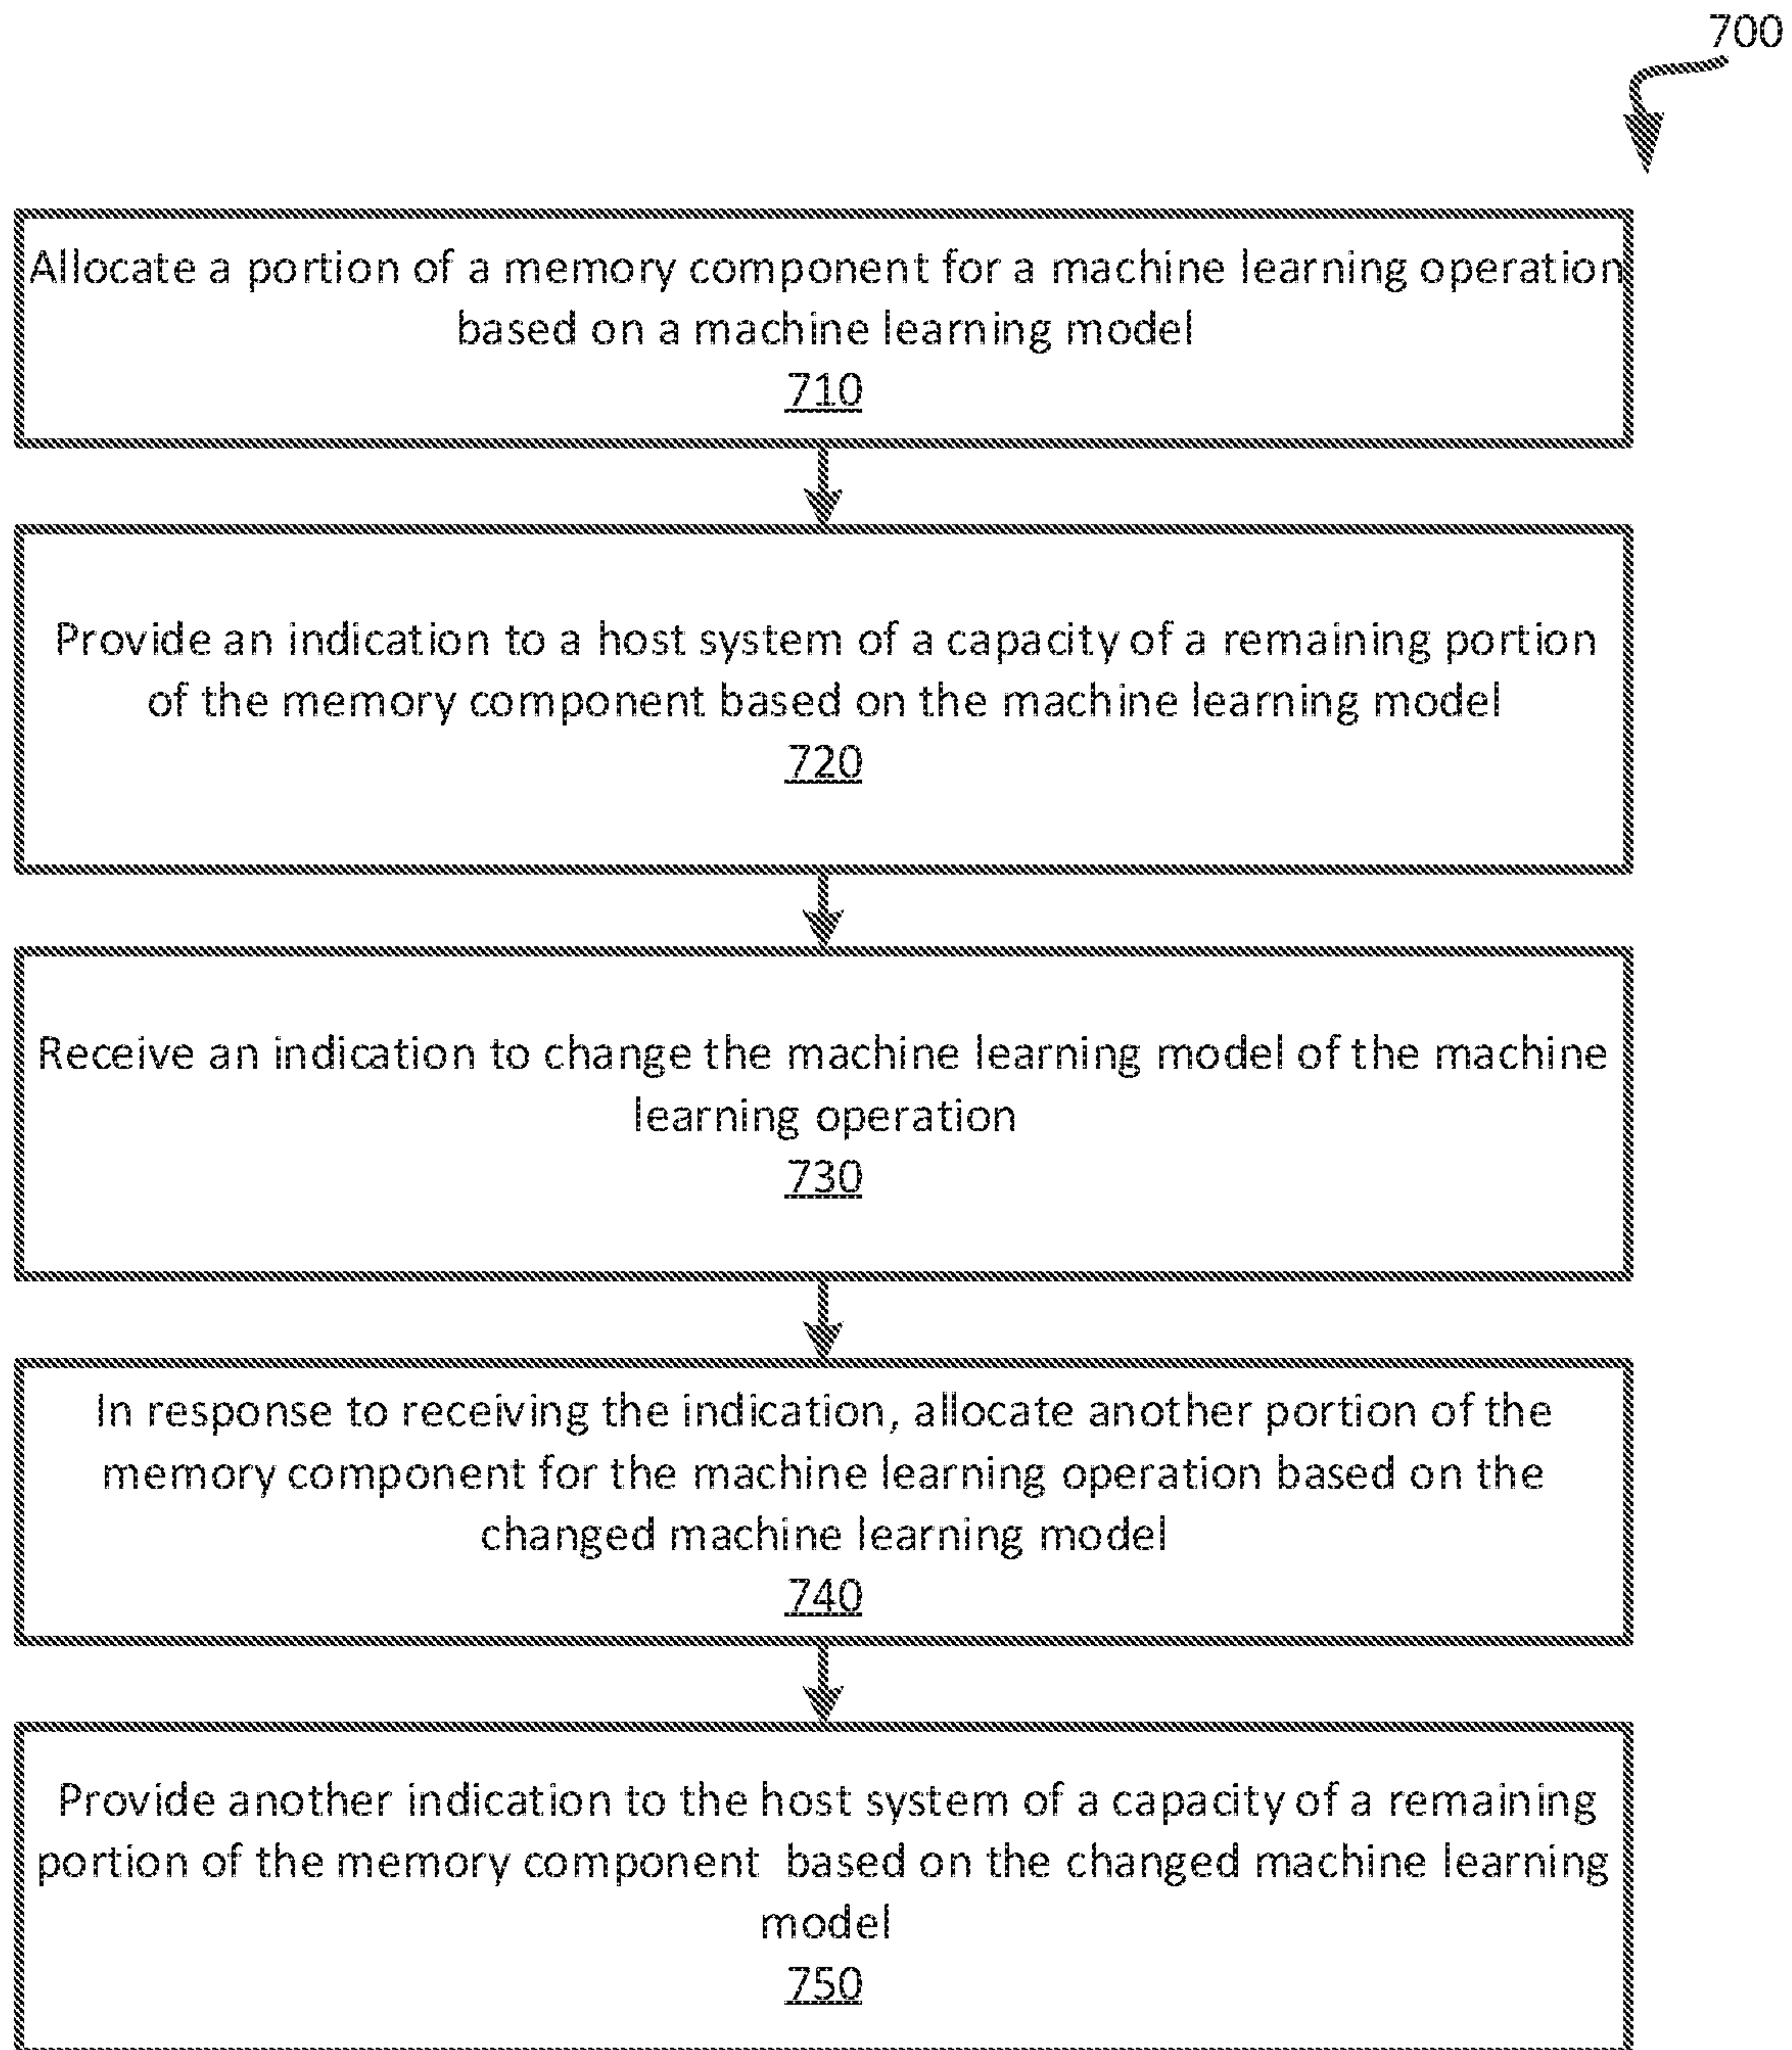 700
Allocate a portion of a memory component for a machine learning operation
based on a machine learning model
710
Provide an indication to a host system of a capacity of a remaining portion
of the memory component based on the machine learning model
720
Receive an indication to change the machine learning model of the machine
learning operation
730
In response to receiving the indication, allocate another portion of the
memory component for the machine learning operation based on the
changed machine learning model
740
Provide another indication to the host system of a capacity of a remaining
portion of the memory component  based on the changed machine learning
model
750